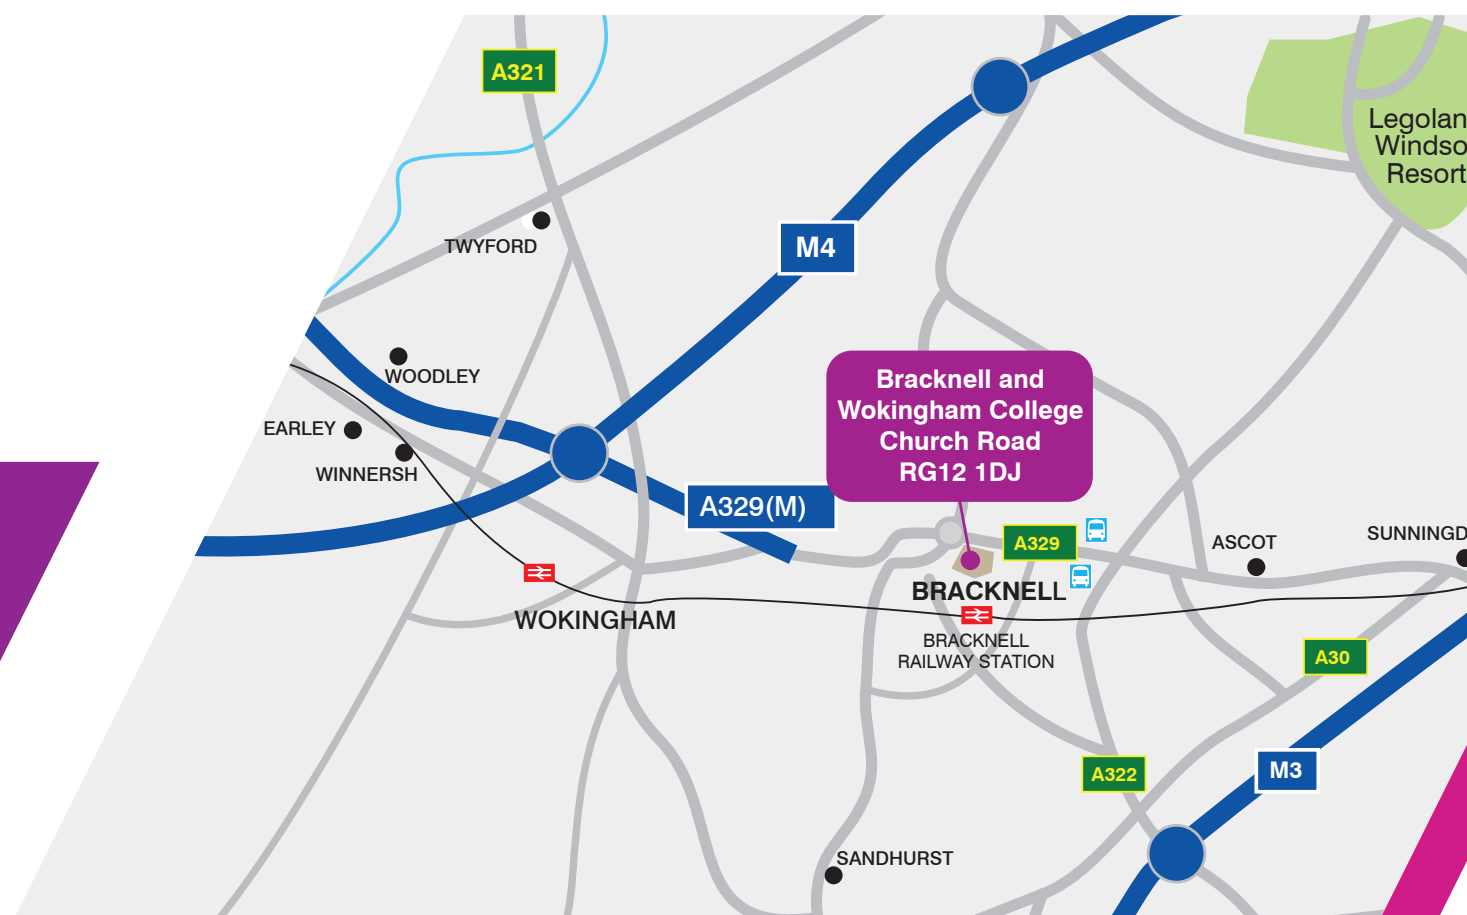 A321
Legolan
Windso
Resort
TWYFORD
M4
WOODLEY
EARLEY
WINNERSH
Bracknell and
Wokingham College
Church Road
RG12 1DJ
A329(M)
A329
ASCOT
SUNNINGD
BRACKNELL
WOKINGHAM
BRACKNELL
RAILWAY STATION
A30
A322
M3
SANDHURST